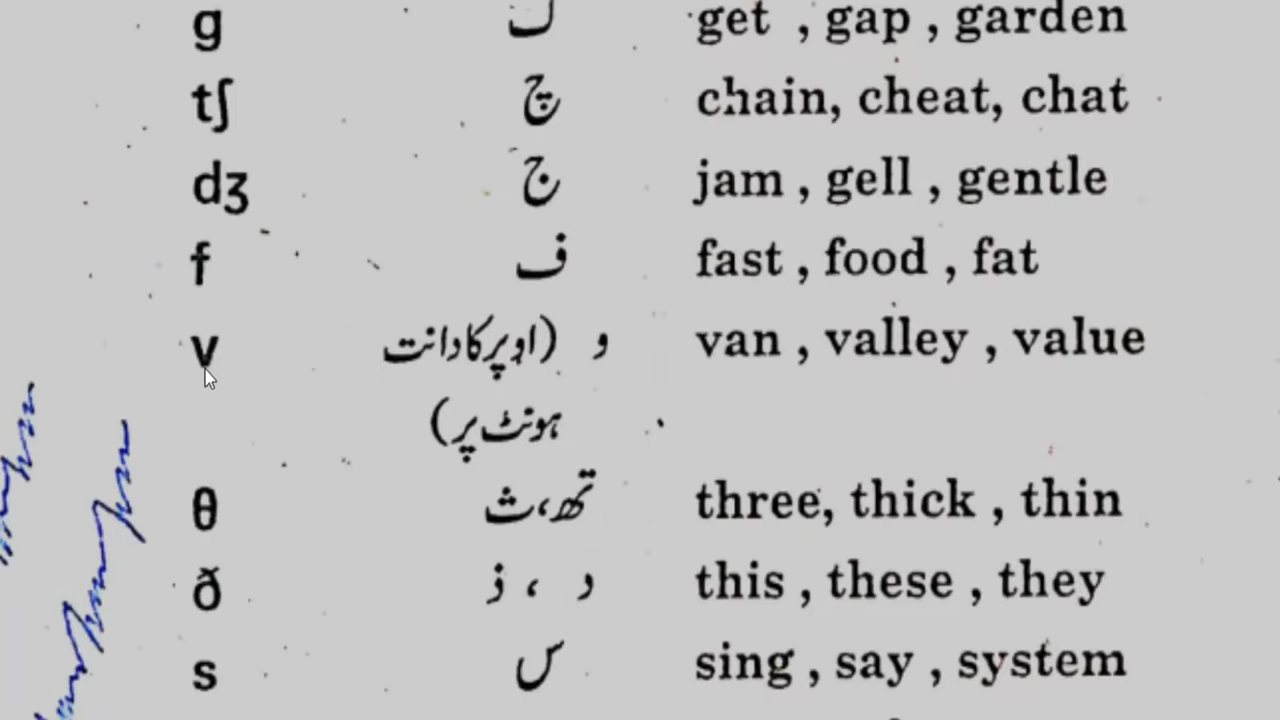 g get , gap , garden
tʃ چ chain, cheat, chat
dʒ ج jam , gell , gentle
f ف fast , food , fat
v و (اوپر کا دانت van , valley , value
ہونٹ پر)
θ تھ، ث three, thick , thin
ð د ، ذ this , these , they
s س sing , say , system